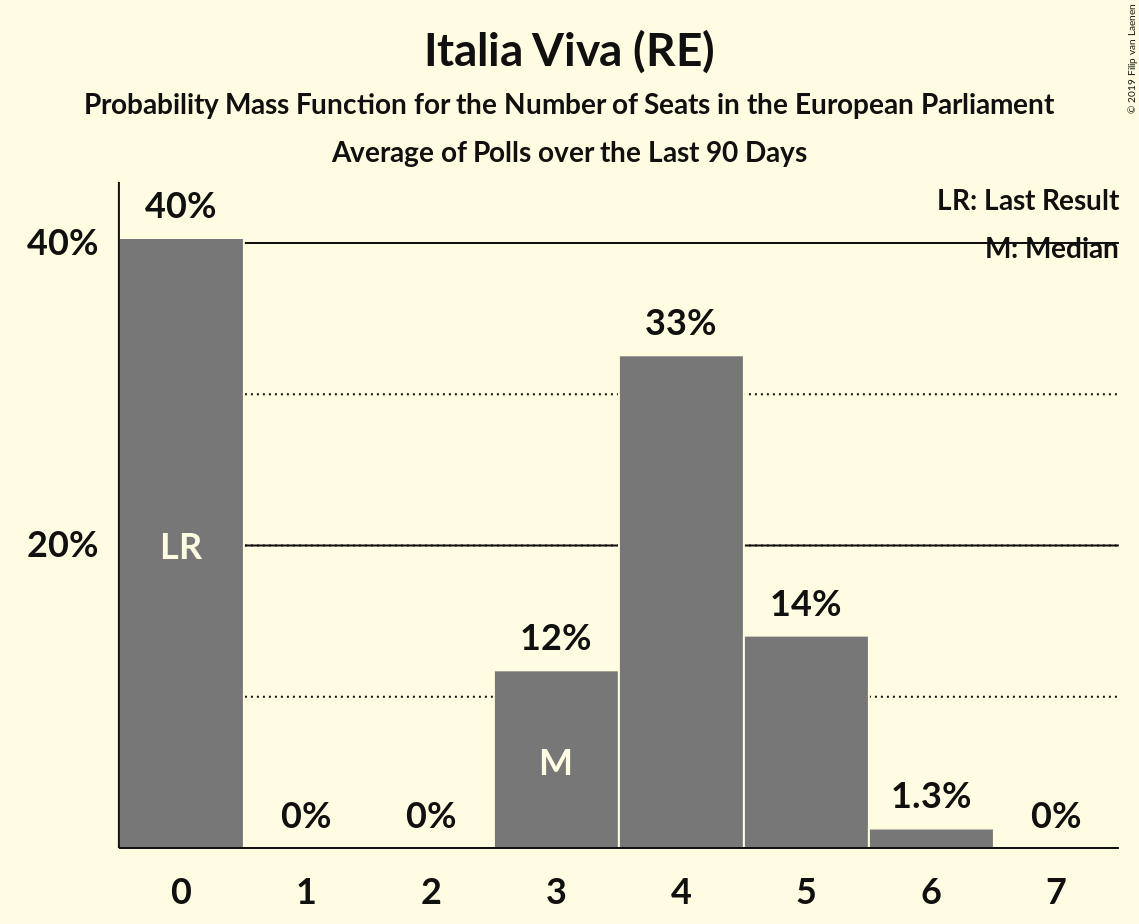 Italia Viva (RE)
Probability Mass Function for the Number of Seats in the European Parliament
Average of Polls over the Last 90 Days
© 2019 Filip van Laenen
LR: Last Result
M: Median
40%
20%
40%
0%
0%
12%
33%
14%
1.3%
0%
LR
M
0 1 2 3 4 5 6 7